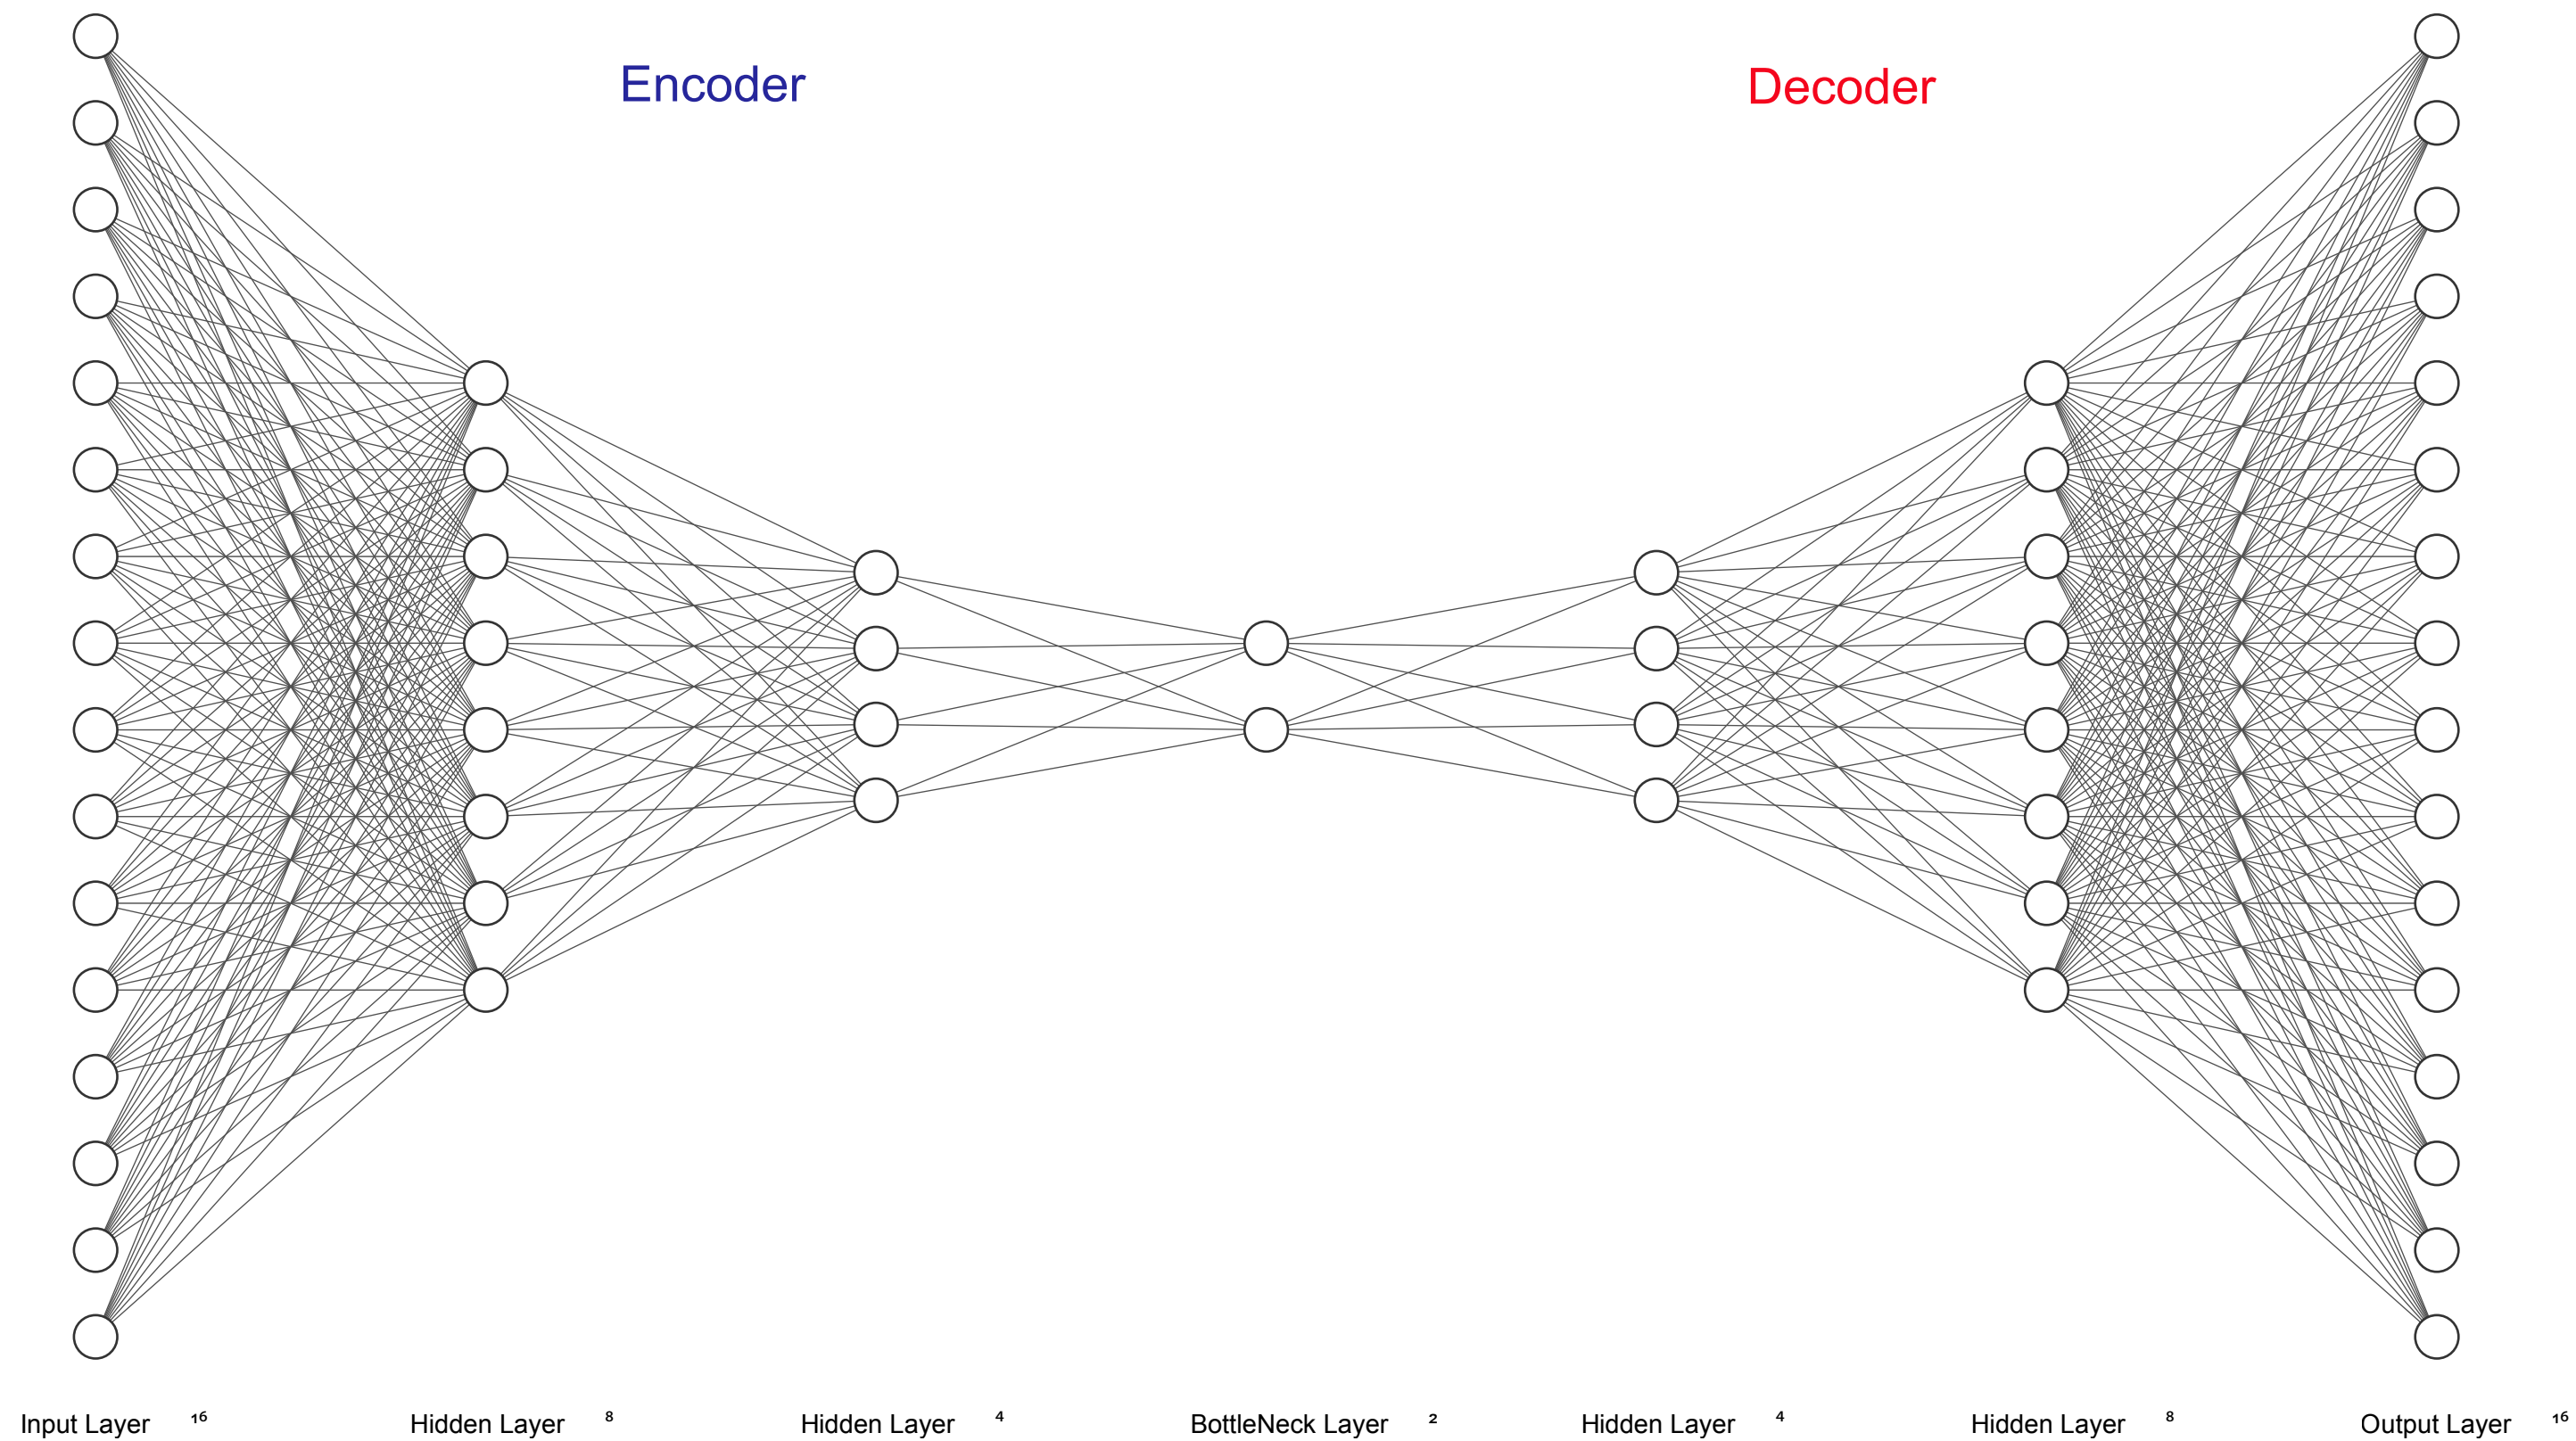 Encoder
Decoder
Input Layer ¹⁶
Hidden Layer ⁸
Hidden Layer ⁴
BottleNeck Layer ²
Hidden Layer ⁴
Hidden Layer ⁸
Output Layer ¹⁶